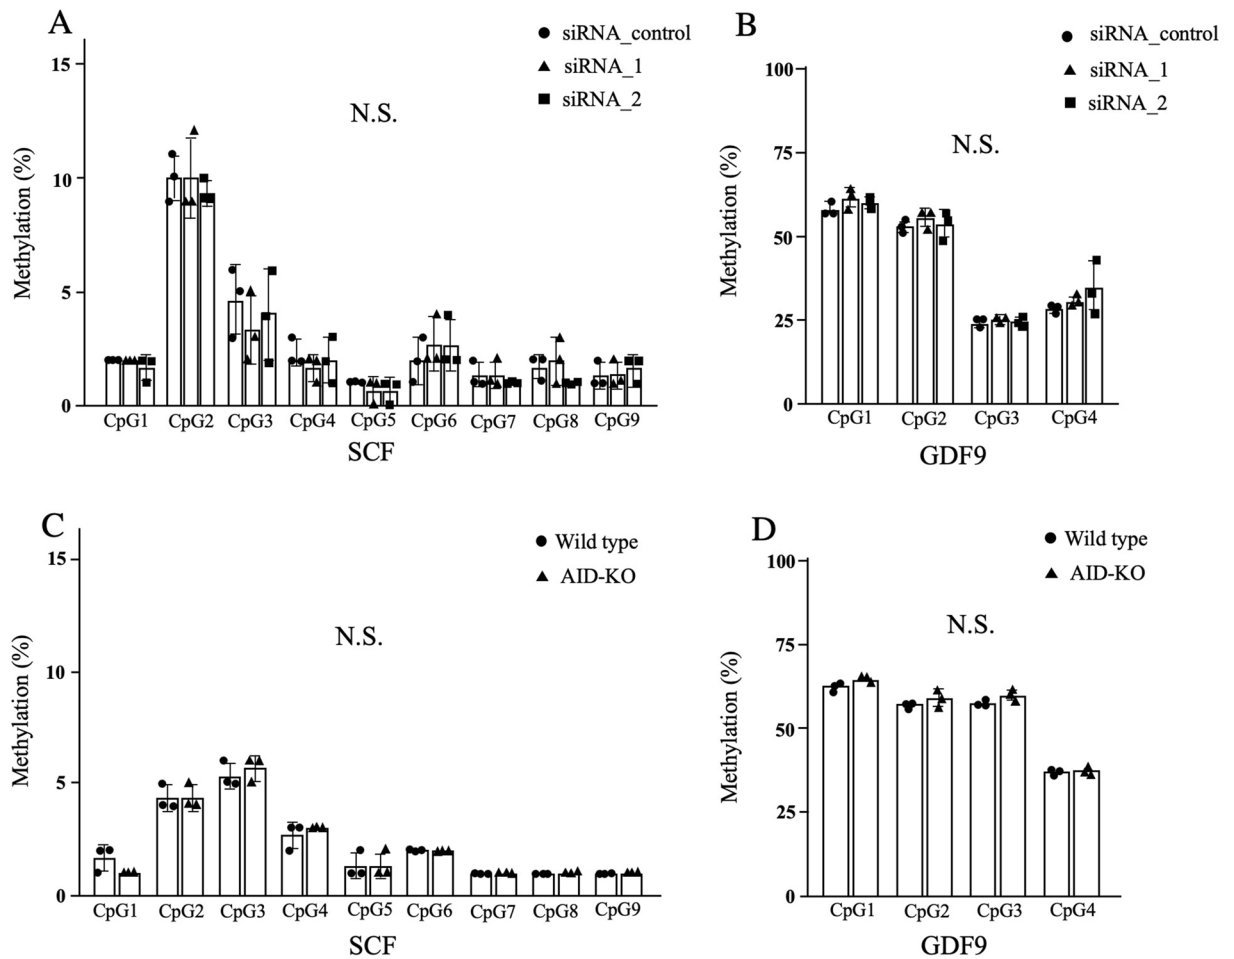 A
siRNA_control
siRNA_1
siRNA_2
N.S.
Methylation (%)
15
10
5
0
CpG1 CpG2 CpG3 CpG4 CpG5 CpG6 CpG7 CpG8 CpG9
SCF
B
siRNA_control
siRNA_1
siRNA_2
N.S.
Methylation (%)
100
75
50
25
0
CpG1 CpG2 CpG3 CpG4
GDF9
C
Wild type
AID-KO
N.S.
Methylation (%)
15
10
5
0
CpG1 CpG2 CpG3 CpG4 CpG5 CpG6 CpG7 CpG8 CpG9
SCF
D
Wild type
AID-KO
N.S.
Methylation (%)
100
75
50
25
0
CpG1 CpG2 CpG3 CpG4
GDF9